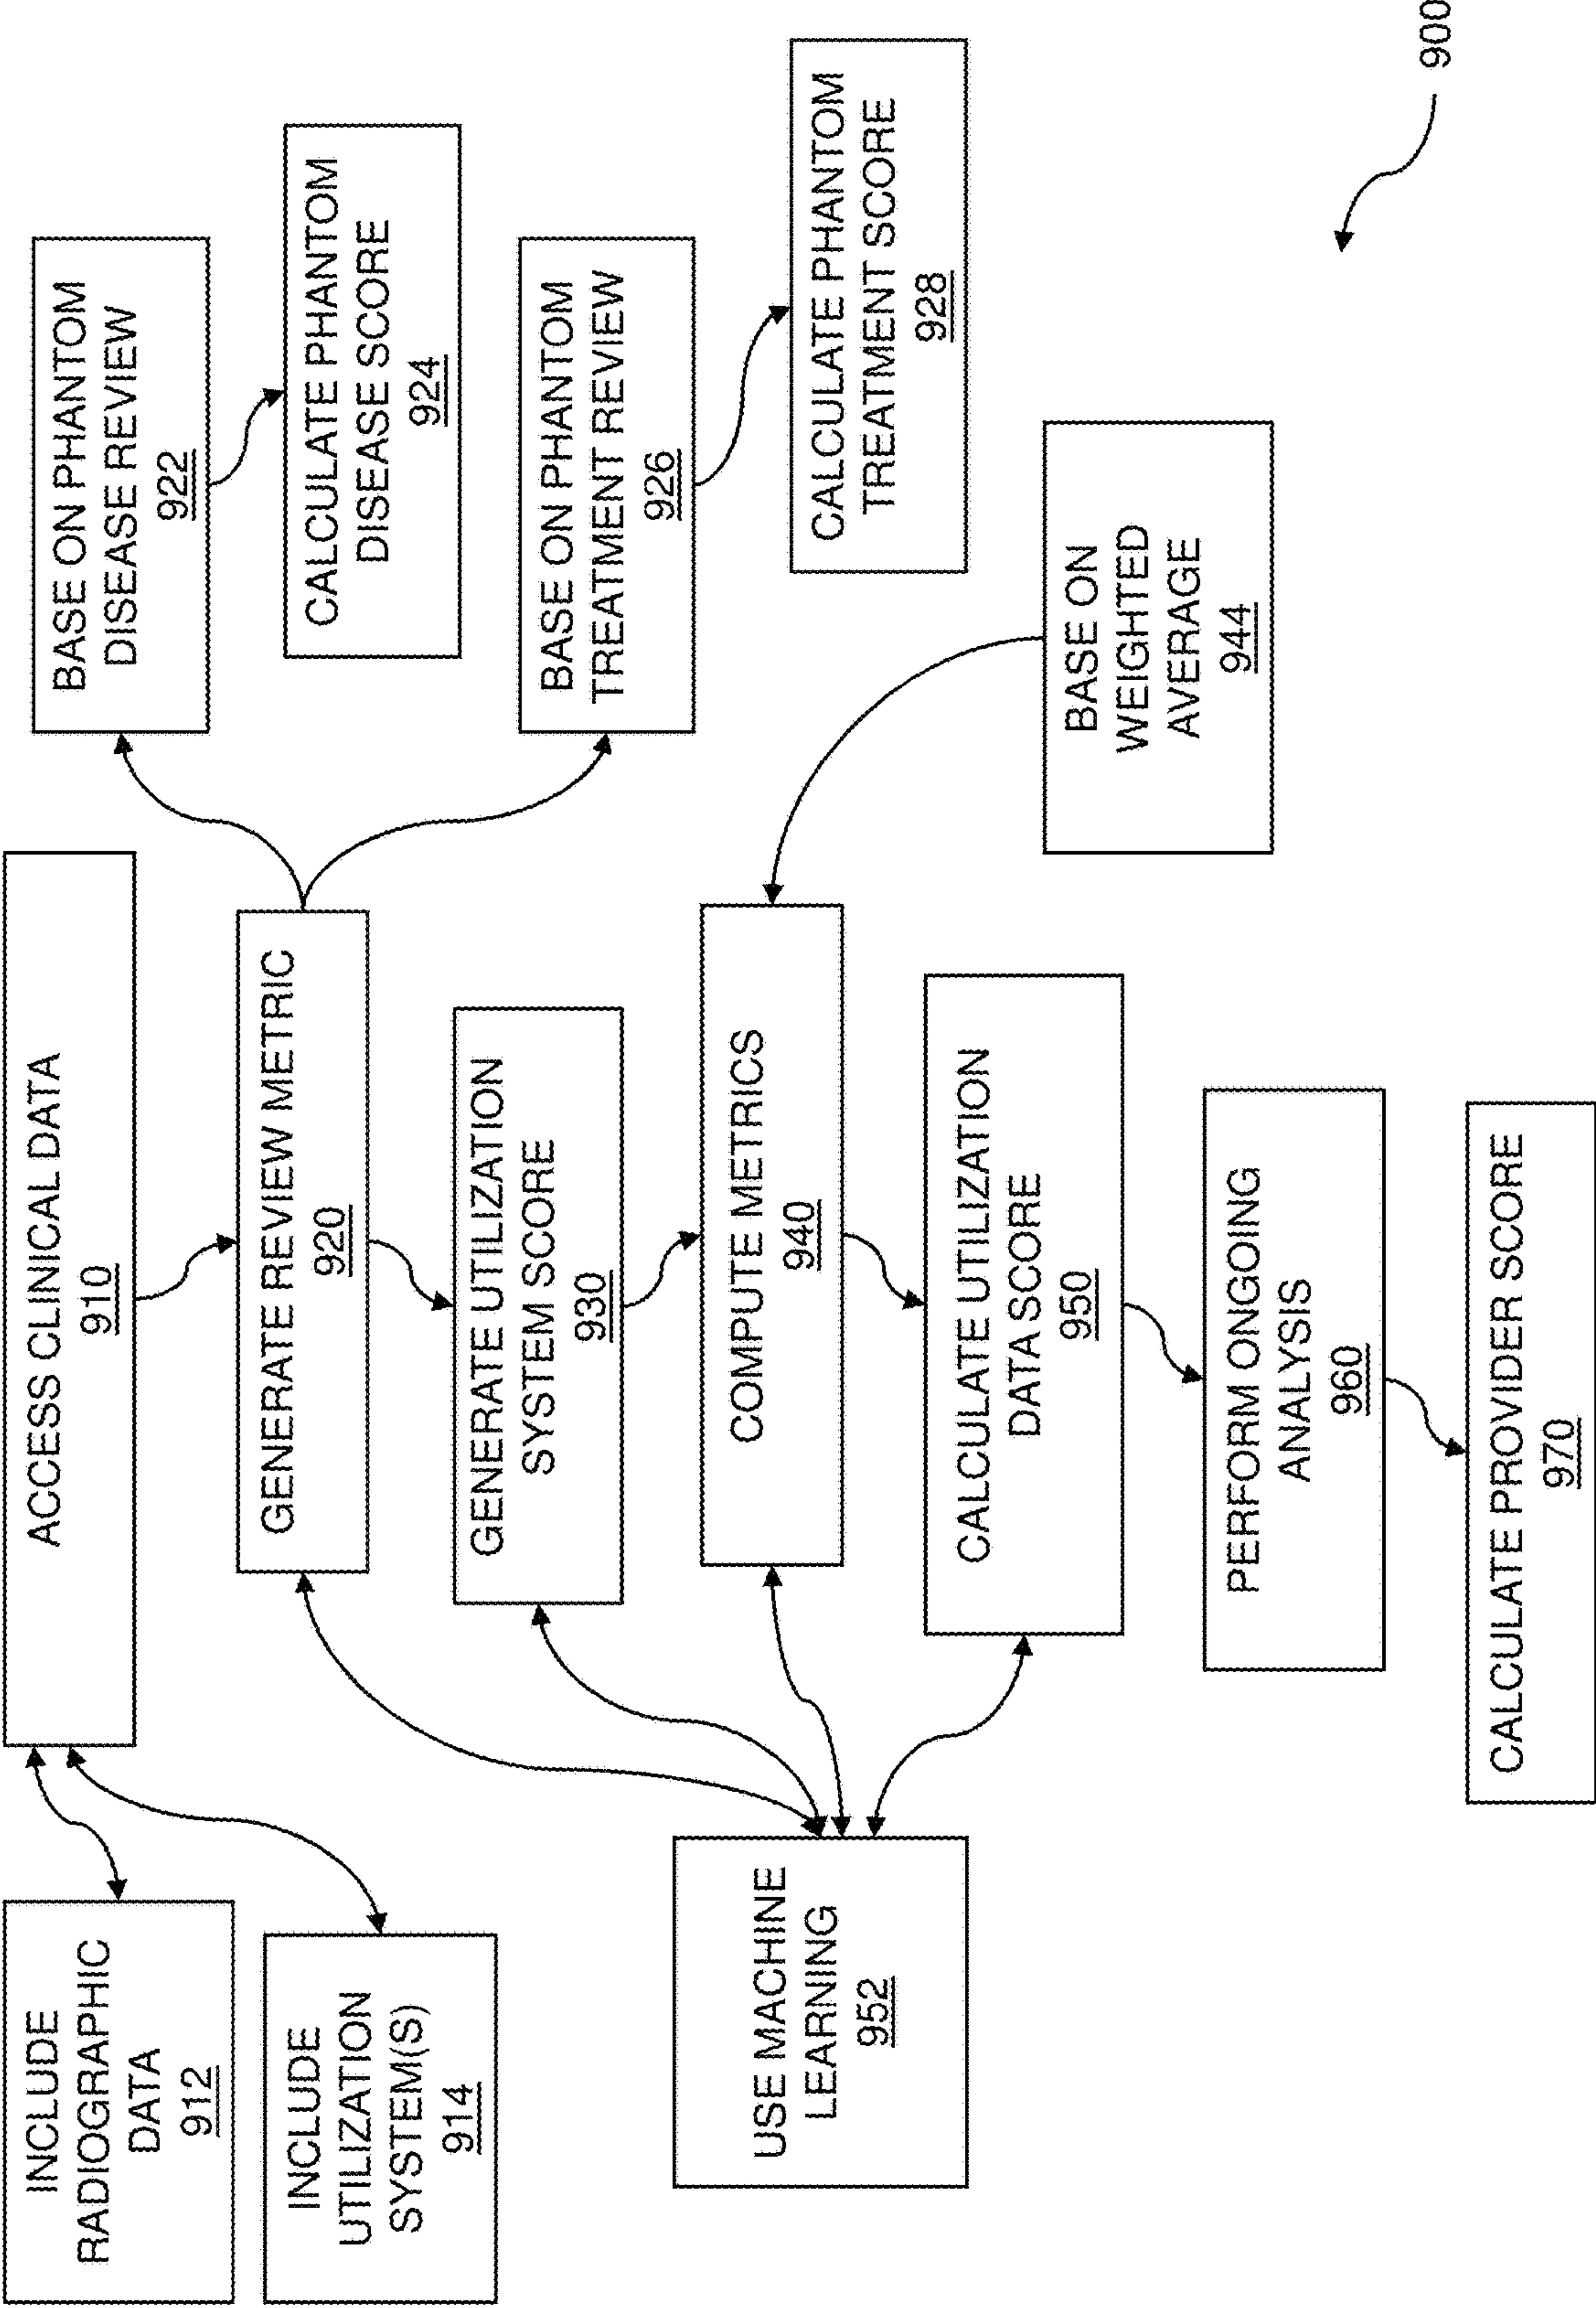 INCLUDE
RADIOGRAPHIC
DATA
912
ACCESS CLINICAL DATA
910
BASE ON PHANTOM
DISEASE REVIEW
922
INCLUDE
UTILIZATION
SYSTEM(S)
914
GENERATE REVIEW METRIC
920
CALCULATE PHANTOM
DISEASE SCORE
924
GENERATE UTILIZATION
SYSTEM SCORE
930
BASE ON PHANTOM
TREATMENT REVIEW
926
USE MACHINE
LEARNING
952
COMPUTE METRICS
940
CALCULATE PHANTOM
TREATMENT SCORE
928
CALCULATE UTILIZATION
DATA SCORE
950
BASE ON
WEIGHTED
AVERAGE
944
PERFORM ONGOING
ANALYSIS
960
CALCULATE PROVIDER SCORE
970
900